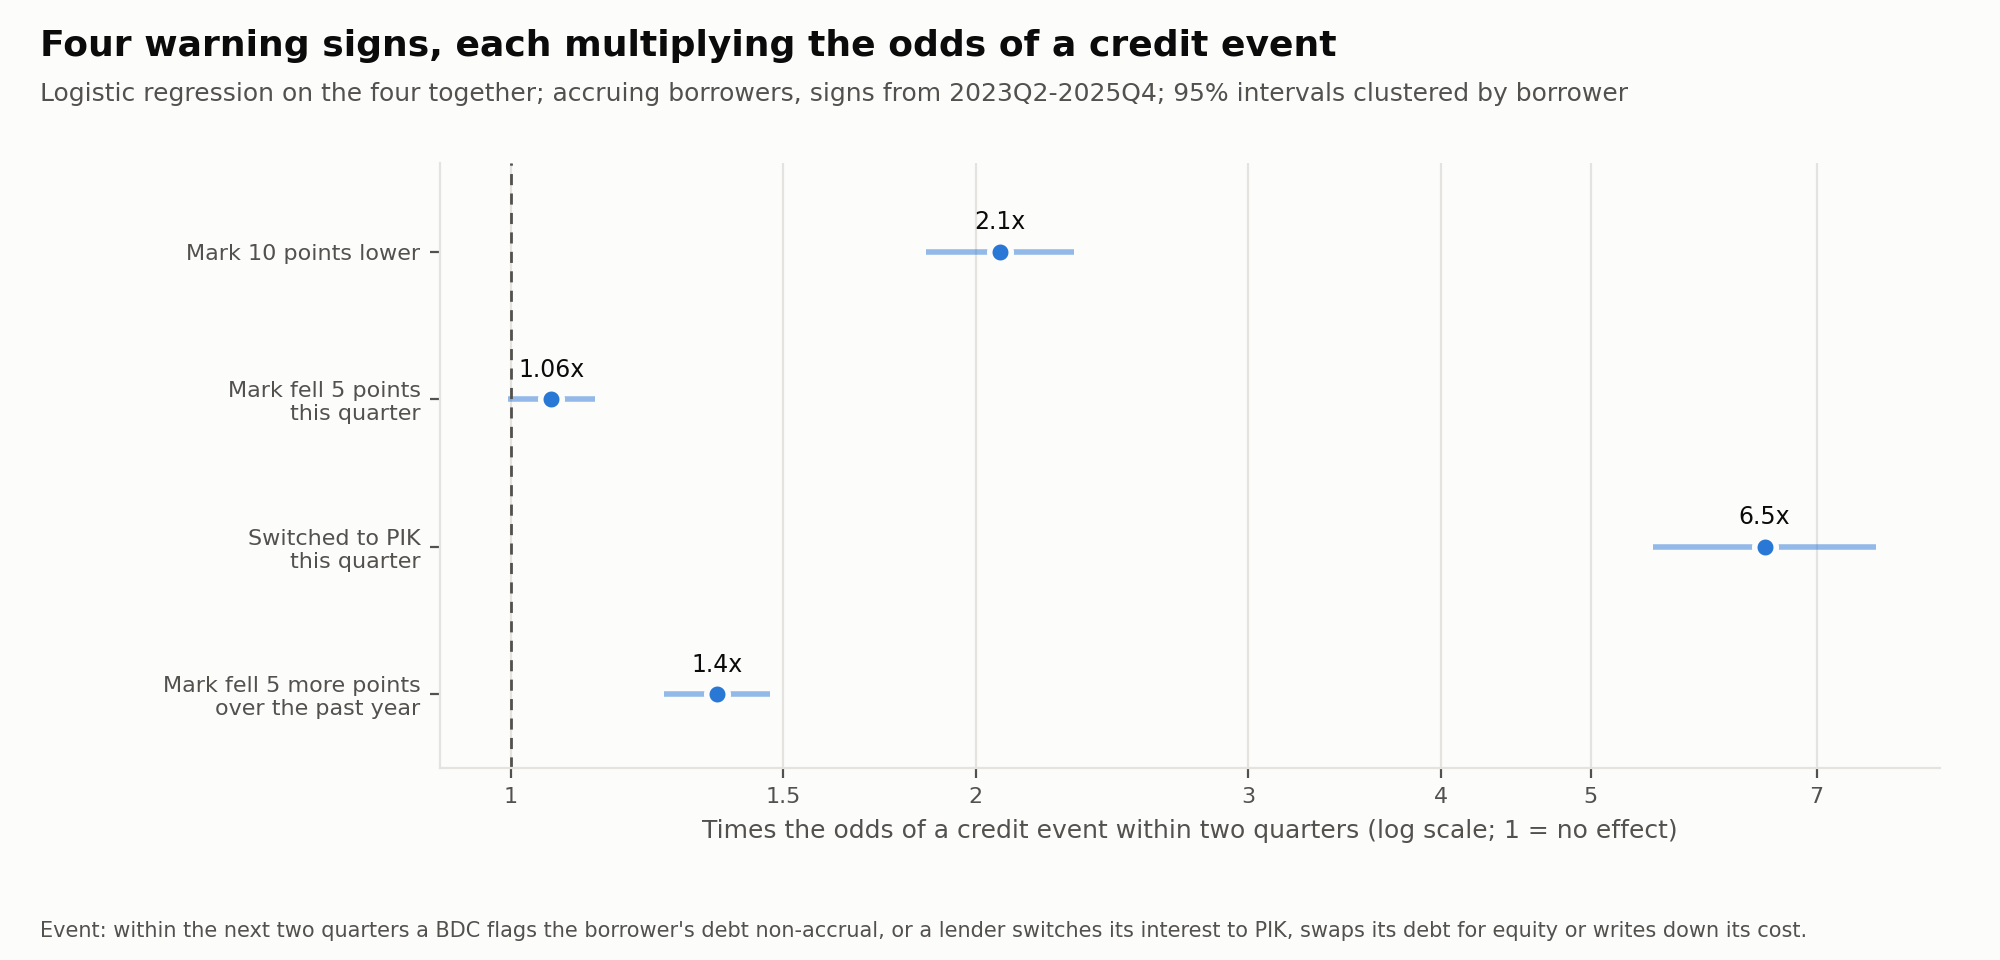 Four warning signs, each multiplying the odds of a credit event
Logistic regression on the four together; accruing borrowers, signs from 2023Q2-2025Q4; 95% intervals clustered by borrower
Mark 10 points lower
2.1x
Mark fell 5 points
this quarter
1.06x
Switched to PIK
this quarter
6.5x
Mark fell 5 more points
over the past year
1.4x
1 1.5 2 3 4 5 7
Times the odds of a credit event within two quarters (log scale; 1 = no effect)
Event: within the next two quarters a BDC flags the borrower's debt non-accrual, or a lender switches its interest to PIK, swaps its debt for equity or writes down its cost.